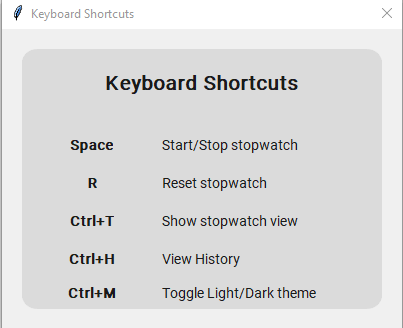 Keyboard Shortcuts
Keyboard Shortcuts
Space Start/Stop stopwatch
R Reset stopwatch
Ctrl+T Show stopwatch view
Ctrl+H View History
Ctrl+M Toggle Light/Dark theme